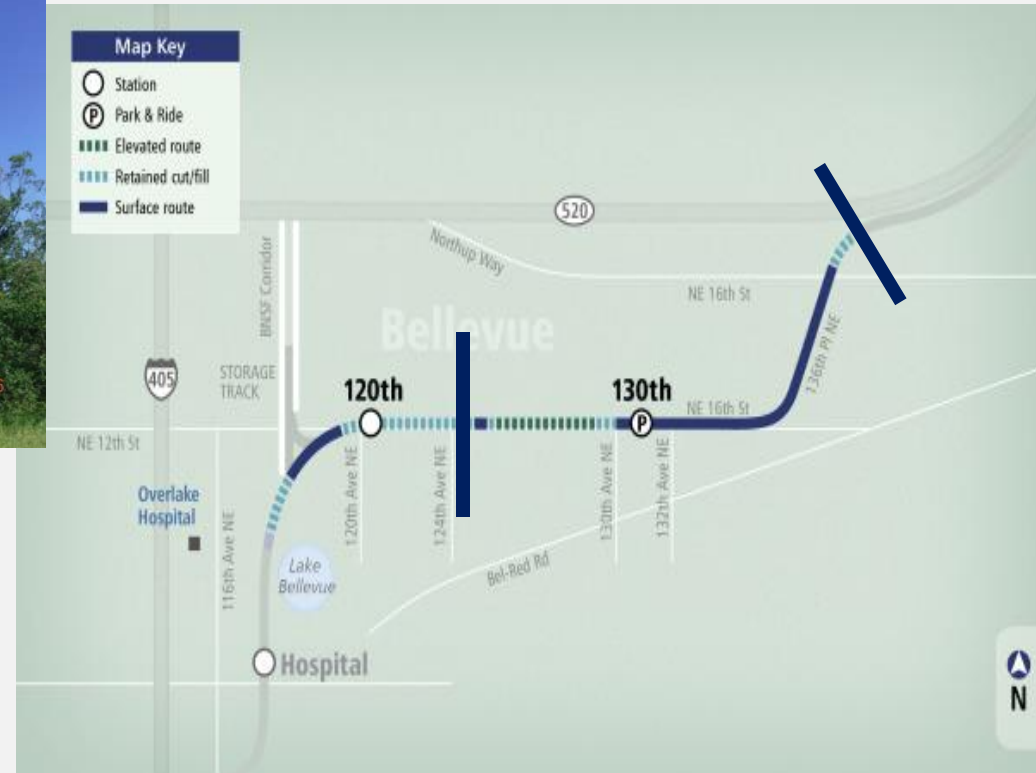 Map Key
Station
P Park & Ride
Elevated route
Retained cut/fill
Surface route
520
Northup Way
BNSF Corridor
NE 16th St
Bellevue
136th Pl NE
405
STORAGE
TRACK
120th
130th
P
NE 16th St
NE 12th St
120th Ave NE
124th Ave NE
130th Ave NE
132th Ave NE
Overlake
Hospital
116th Ave NE
Lake
Bellevue
Bel-Red Rd
Hospital
N